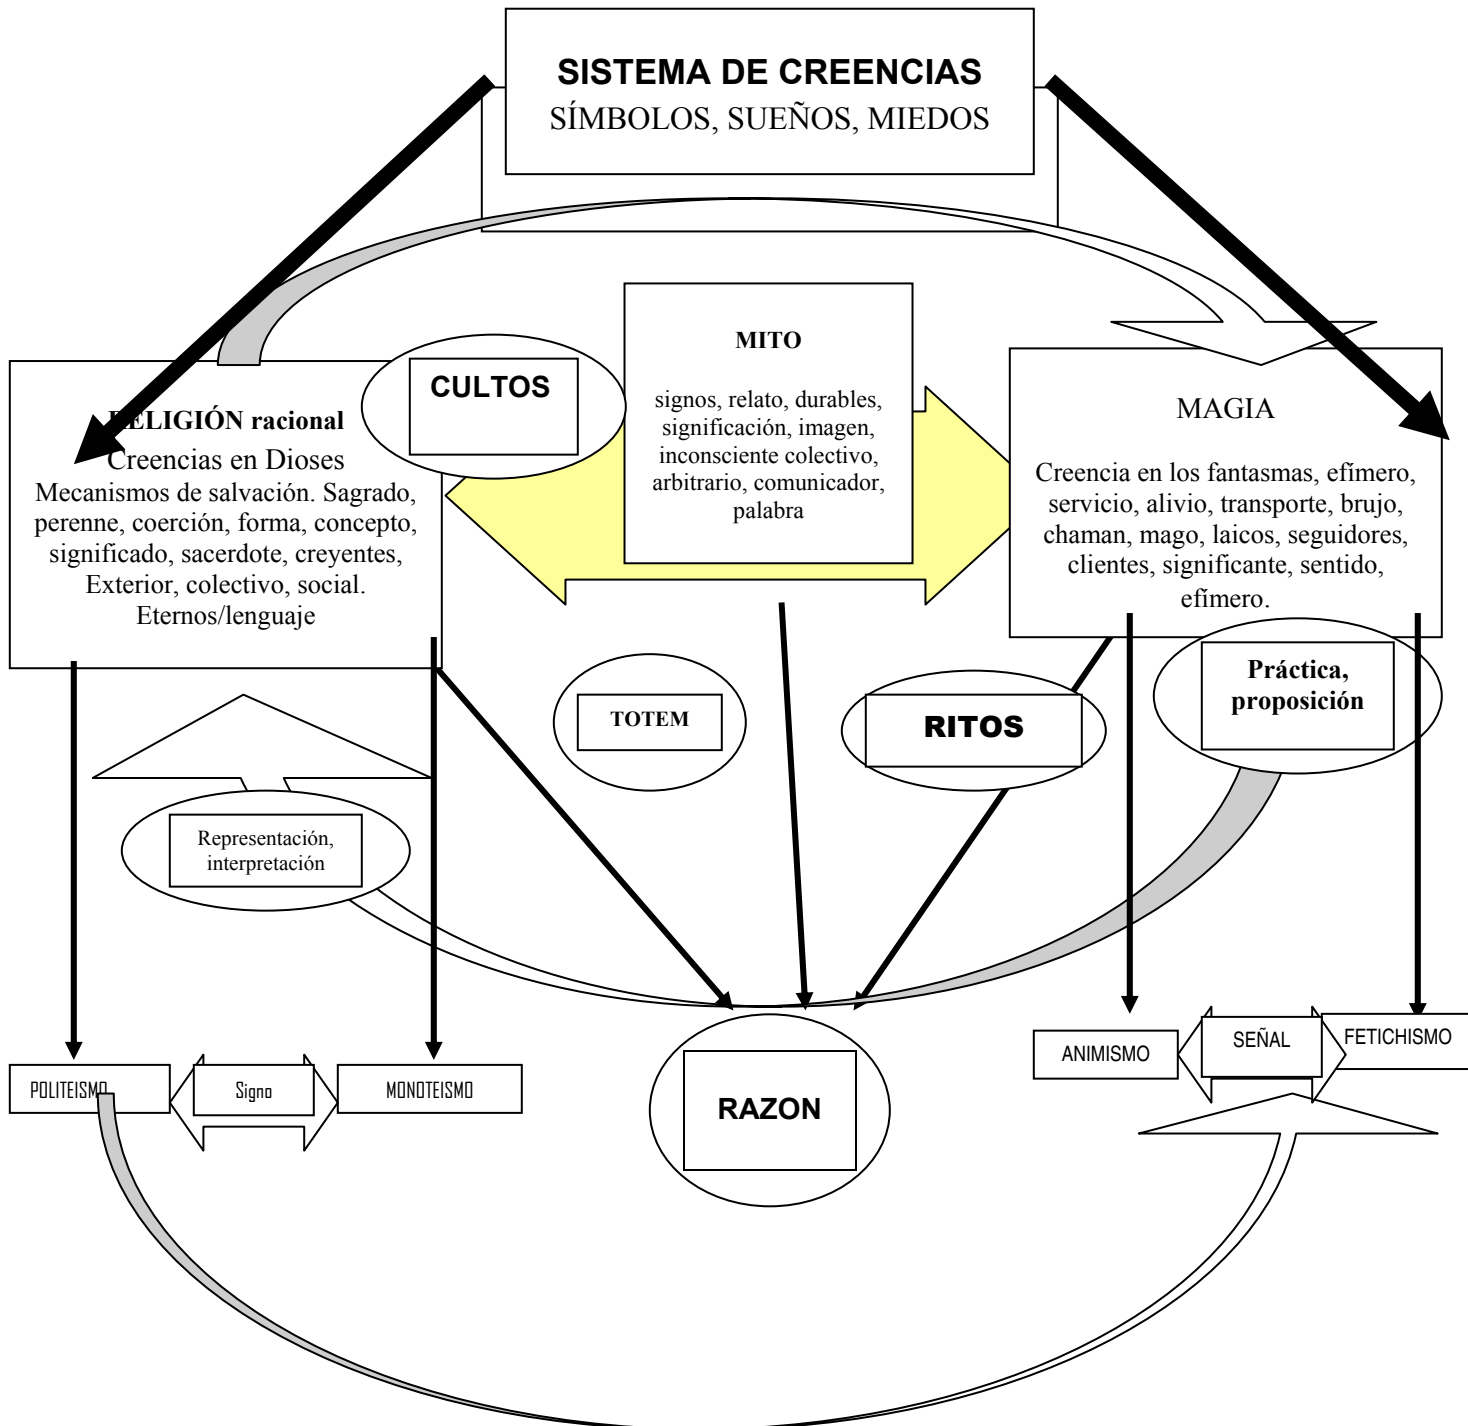 SISTEMA DE CREENCIAS
SÍMBOLOS, SUEÑOS, MIEDOS
CULTOS
MITO
signos, relato, durables,
significación, imagen,
inconsciente colectivo,
arbitrario, comunicador,
palabra
RELIGIÓN racional
Creencias en Dioses
Mecanismos de salvación. Sagrado,
perenne, coerción, forma, concepto,
significado, sacerdote, creyentes,
Exterior, colectivo, social.
Eternos/lenguaje
MAGIA
Creencia en los fantasmas, efímero,
servicio, alivio, transporte, brujo,
chaman, mago, laicos, seguidores,
clientes, significante, sentido,
efímero.
TOTEM
RITOS
Práctica,
proposición
Representación,
interpretación
POLITEISMO
Signo
MONOTEISMO
RAZON
ANIMISMO
SEÑAL
FETICHISMO